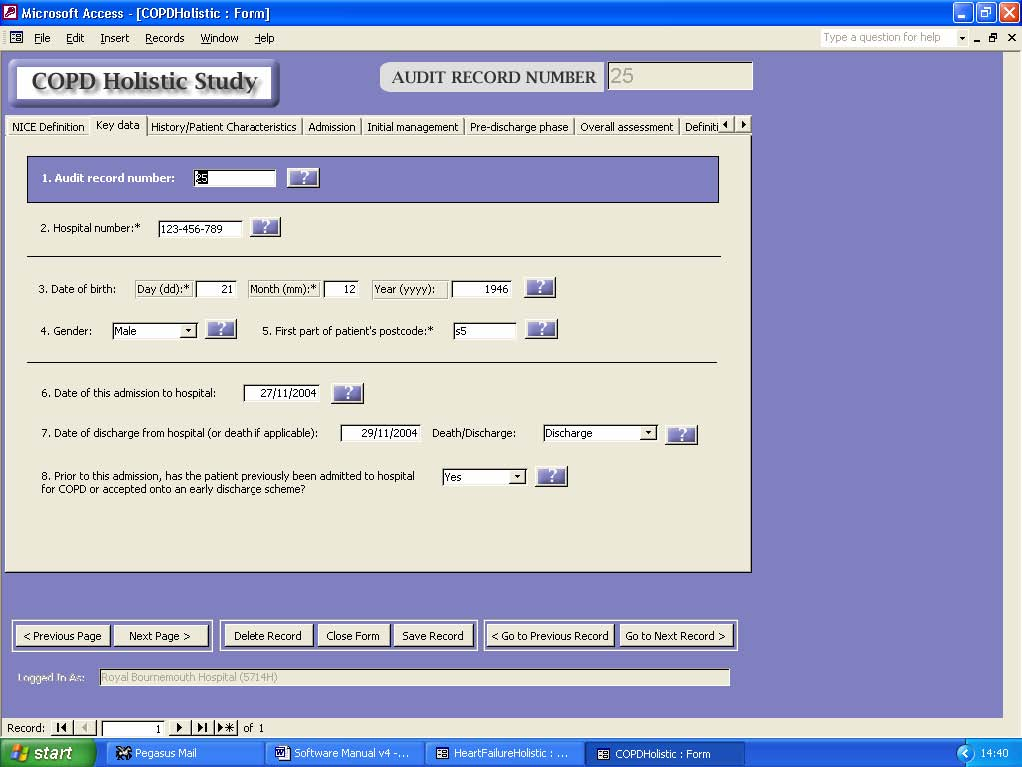 Microsoft Access - [COPDHolistic : Form]
File Edit Insert Records Window Help Type a question for help
COPD Holistic Study AUDIT RECORD NUMBER 25
NICE Definition Key data History/Patient Characteristics Admission Initial management Pre-discharge phase Overall assessment Definiti
1. Audit record number: 25 ?
2. Hospital number:* 123-456-789 ?
3. Date of birth: Day (dd):* 21 Month (mm):* 12 Year (yyyy): 1946 ?
4. Gender: Male ? 5. First part of patient's postcode:* s5 ?
6. Date of this admission to hospital: 27/11/2004 ?
7. Date of discharge from hospital (or death if applicable): 29/11/2004 Death/Discharge: Discharge ?
8. Prior to this admission, has the patient previously been admitted to hospital Yes ?
for COPD or accepted onto an early discharge scheme?
< Previous Page Next Page > Delete Record Close Form Save Record < Go to Previous Record Go to Next Record >
Logged In As: Royal Bournemouth Hospital (5714H)
Record: 1 of 1
start Pegasus Mail Software Manual v4 -... HeartFailureHolistic : ... COPDHolistic : Form 14:40